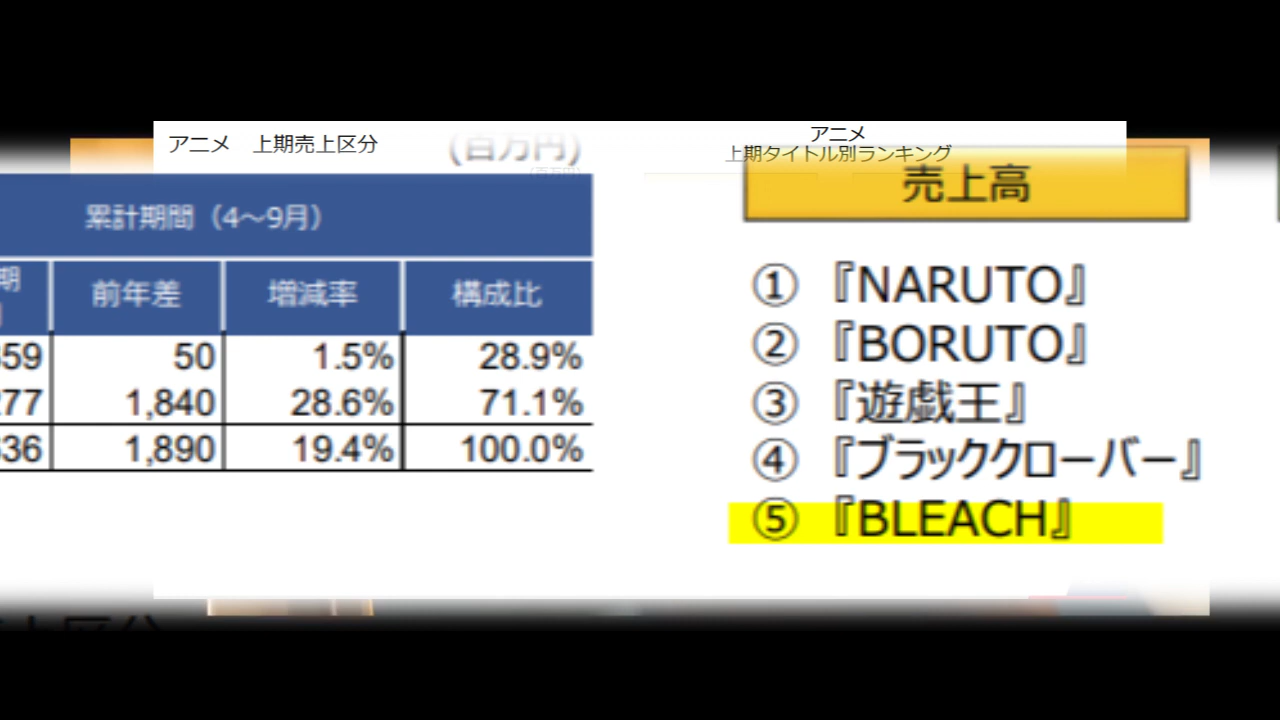 アニメ　上期売上区分
(百万円)
累計期間（4～9月）
期 前年差 増減率 構成比
359 50 1.5% 28.9%
277 1,840 28.6% 71.1%
636 1,890 19.4% 100.0%
アニメ
上期タイトル別ランキング
売上高
① 『NARUTO』
② 『BORUTO』
③ 『遊戯王』
④ 『ブラッククローバー』
⑤ 『BLEACH』